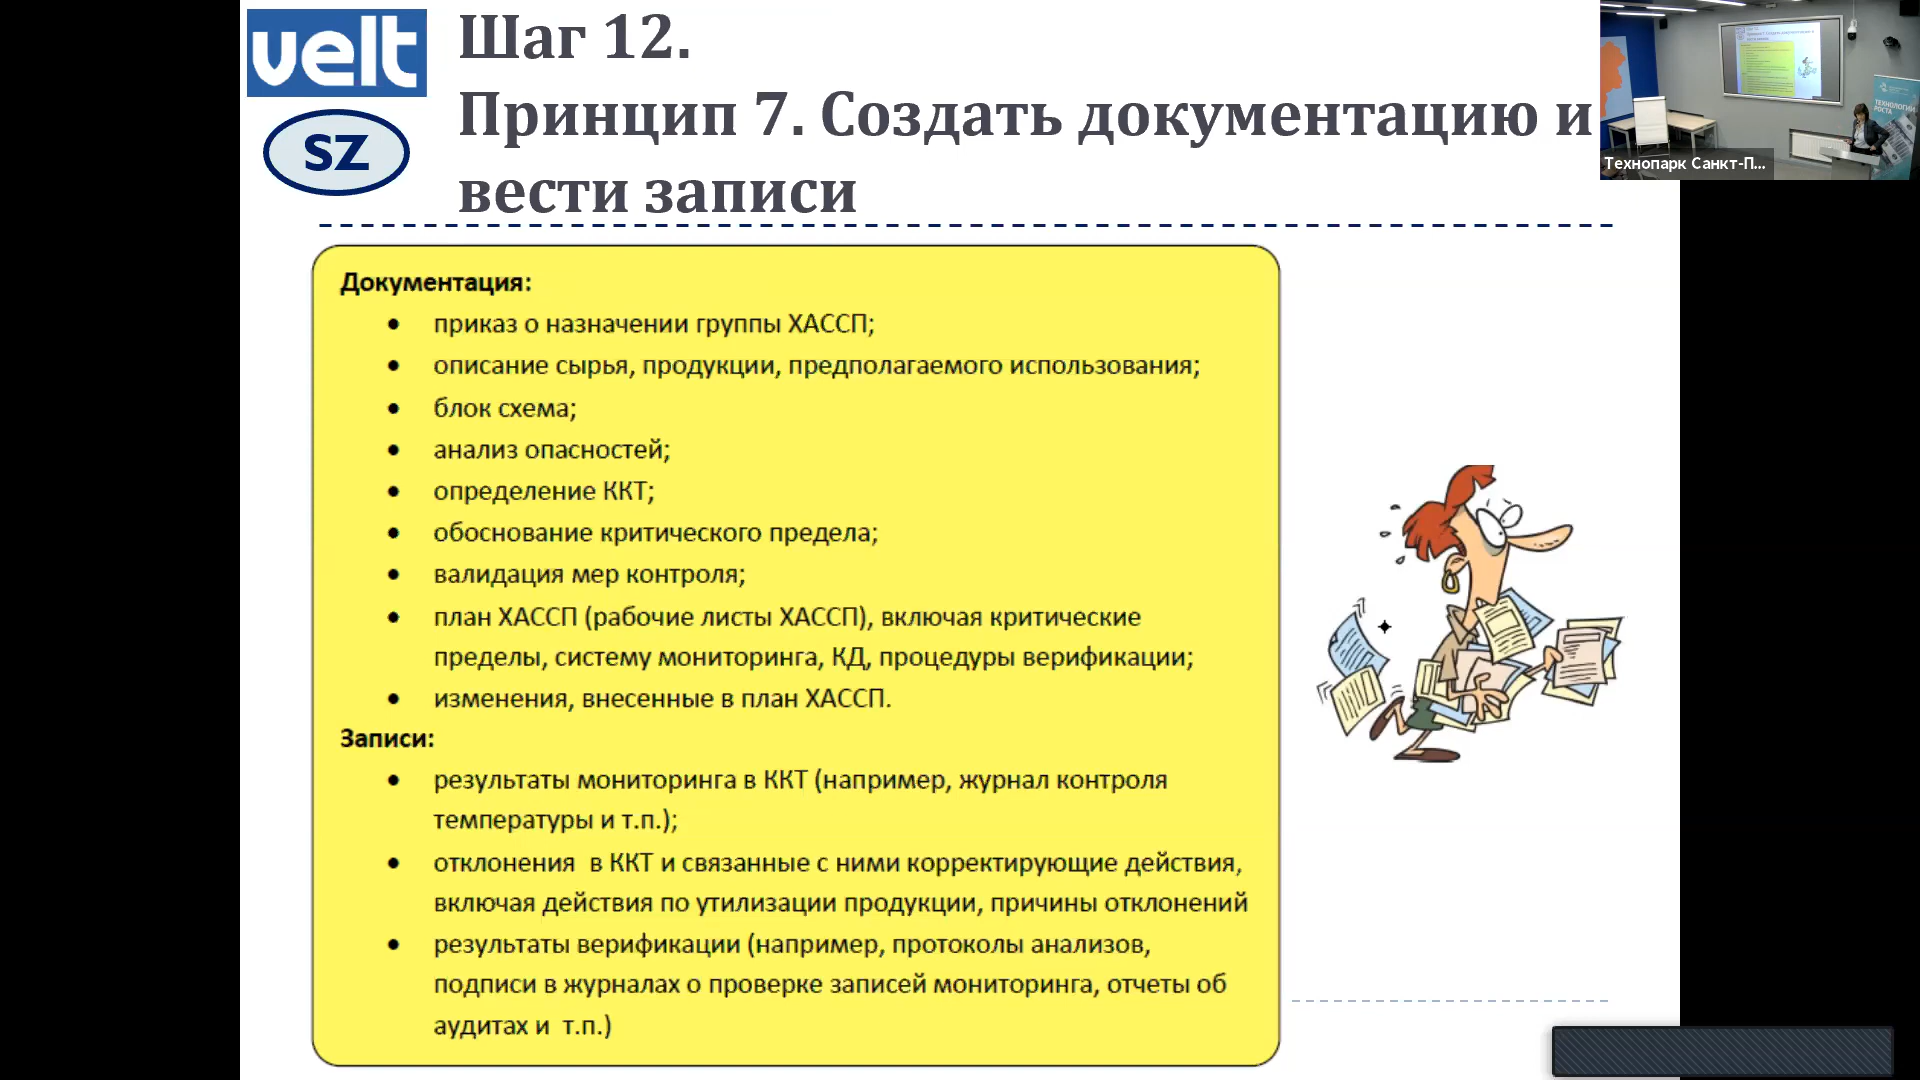 velt
SZ
Шаг 12.
Принцип 7. Создать документацию и
вести записи
Технопарк Санкт-П...
ТЕХНОЛОГИИ
РОСТА
Документация:
• приказ о назначении группы ХАССП;
• описание сырья, продукции, предполагаемого использования;
• блок схема;
• анализ опасностей;
• определение ККТ;
• обоснование критического предела;
• валидация мер контроля;
• план ХАССП (рабочие листы ХАССП), включая критические
пределы, систему мониторинга, КД, процедуры верификации;
• изменения, внесенные в план ХАССП.
Записи:
• результаты мониторинга в ККТ (например, журнал контроля
температуры и т.п.);
• отклонения в ККТ и связанные с ними корректирующие действия,
включая действия по утилизации продукции, причины отклонений
• результаты верификации (например, протоколы анализов,
подписи в журналах о проверке записей мониторинга, отчеты об
аудитах и т.п.)